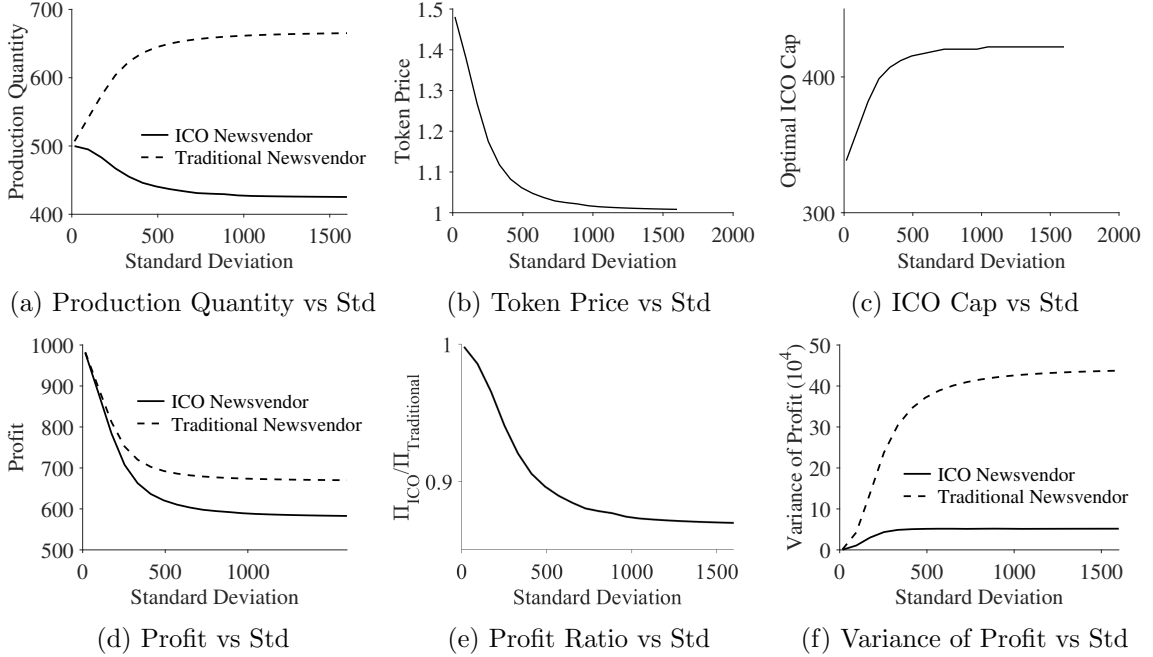 700
600
500
400
Production Quantity
ICO Newsvendor
Traditional Newsvendor
0 500 1000 1500
Standard Deviation
(a) Production Quantity vs Std
1.5
1.4
1.3
1.2
1.1
1
Token Price
0 500 1000 1500 2000
Standard Deviation
(b) Token Price vs Std
400
300
Optimal ICO Cap
0 500 1000 1500 2000
Standard Deviation
(c) ICO Cap vs Std
1000
900
800
700
600
500
Profit
ICO Newsvendor
Traditional Newsvendor
0 500 1000
Standard Deviation
(d) Profit vs Std
1
0.9
Π_ICO/Π_Traditional
0 500 1000 1500
Standard Deviation
(e) Profit Ratio vs Std
50
40
30
20
10
0
Variance of Profit (10^4)
ICO Newsvendor
Traditional Newsvendor
0 500 1000 1500
Standard Deviation
(f) Variance of Profit vs Std